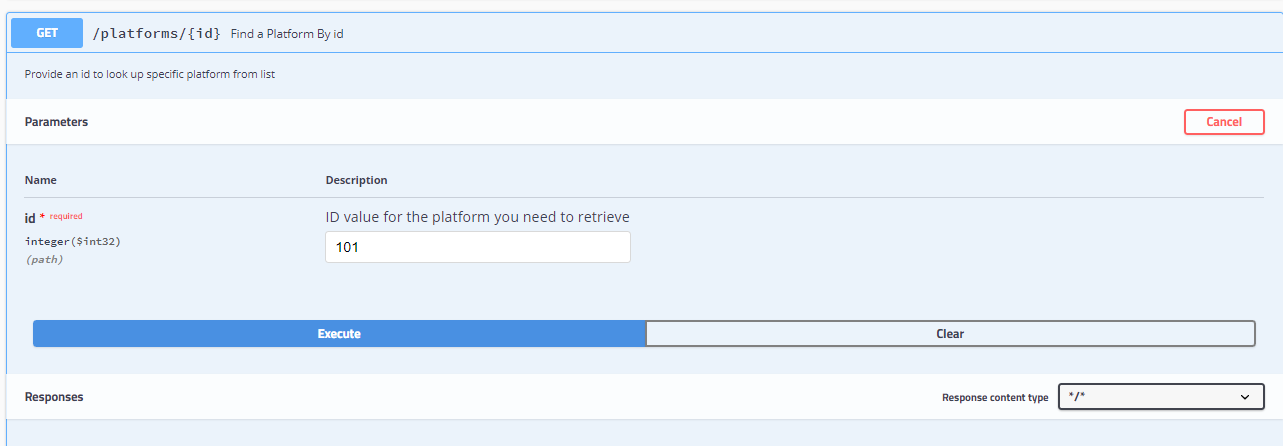 GET /platforms/{id} Find a Platform By id
Provide an id to look up specific platform from list
Parameters Cancel
Name Description
id * required ID value for the platform you need to retrieve
integer($int32) 101
(path)
Execute Clear
Responses Response content type */*